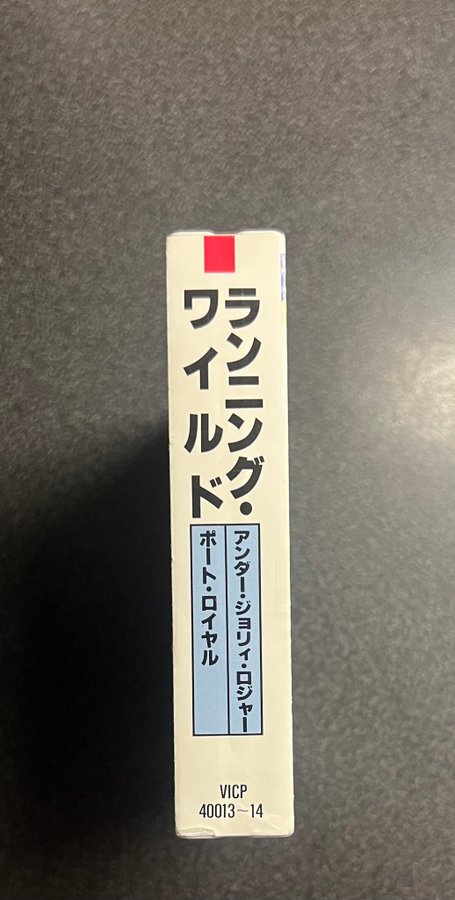 ランニング・
ワイルド
アンダー・ジョリィ・ロジャー
ポート・ロイヤル
VICP
40013〜14